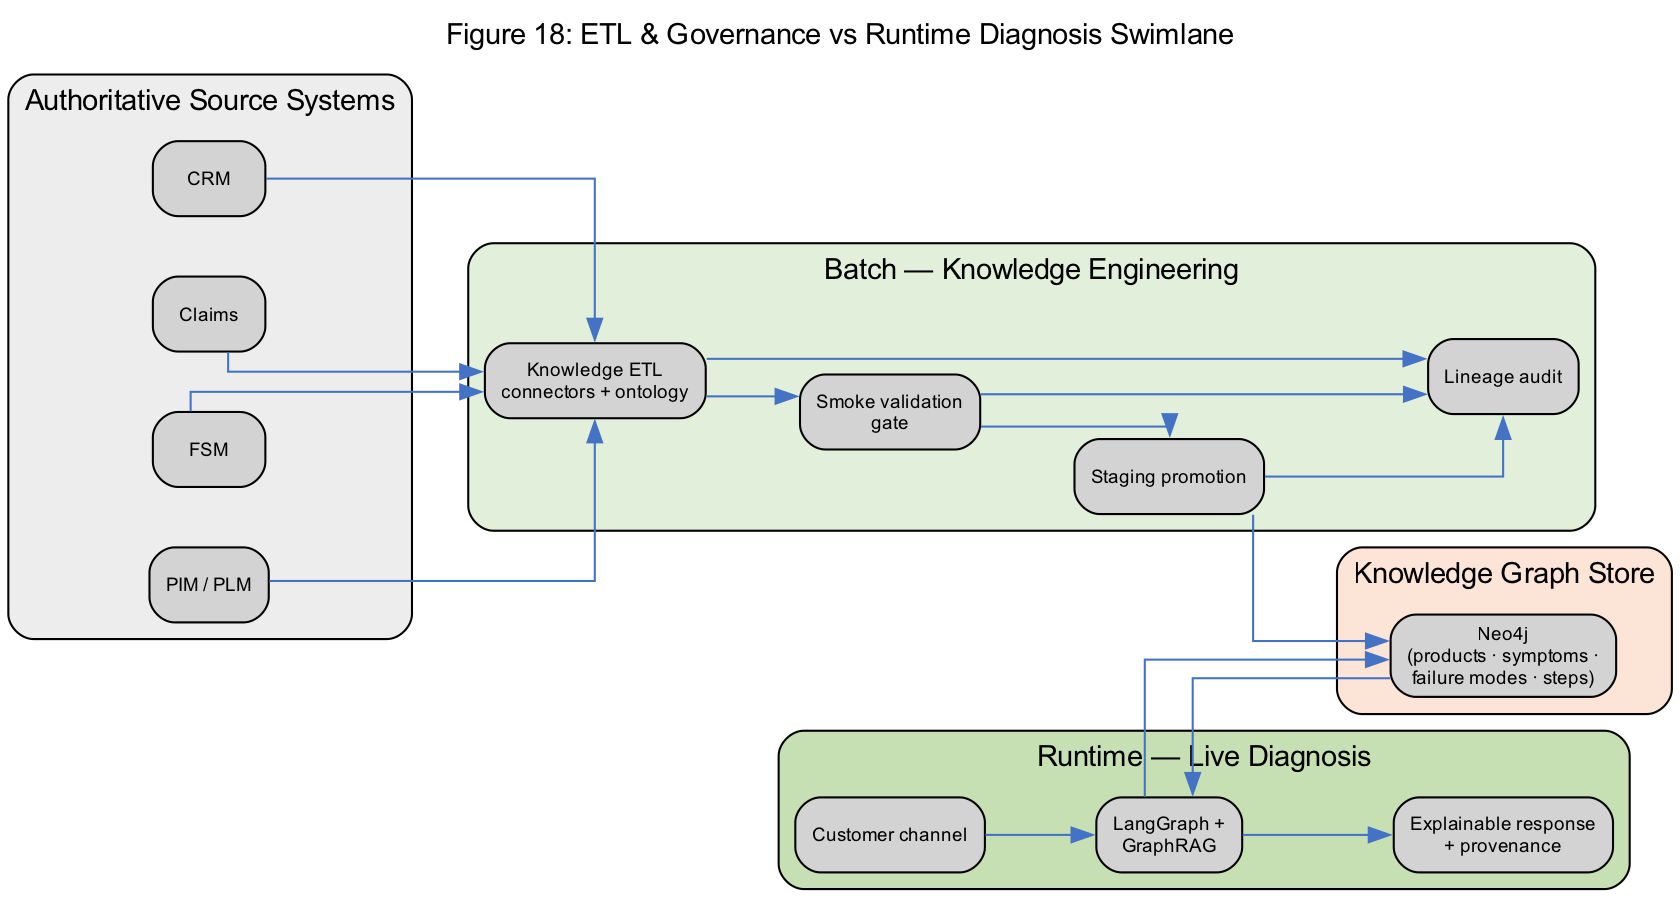 Figure 18: ETL & Governance vs Runtime Diagnosis Swimlane
Authoritative Source Systems
CRM
Claims
FSM
PIM / PLM
Batch — Knowledge Engineering
Knowledge ETL
connectors + ontology
Smoke validation
gate
Staging promotion
Lineage audit
Knowledge Graph Store
Neo4j
(products · symptoms ·
failure modes · steps)
Runtime — Live Diagnosis
Customer channel
LangGraph +
GraphRAG
Explainable response
+ provenance